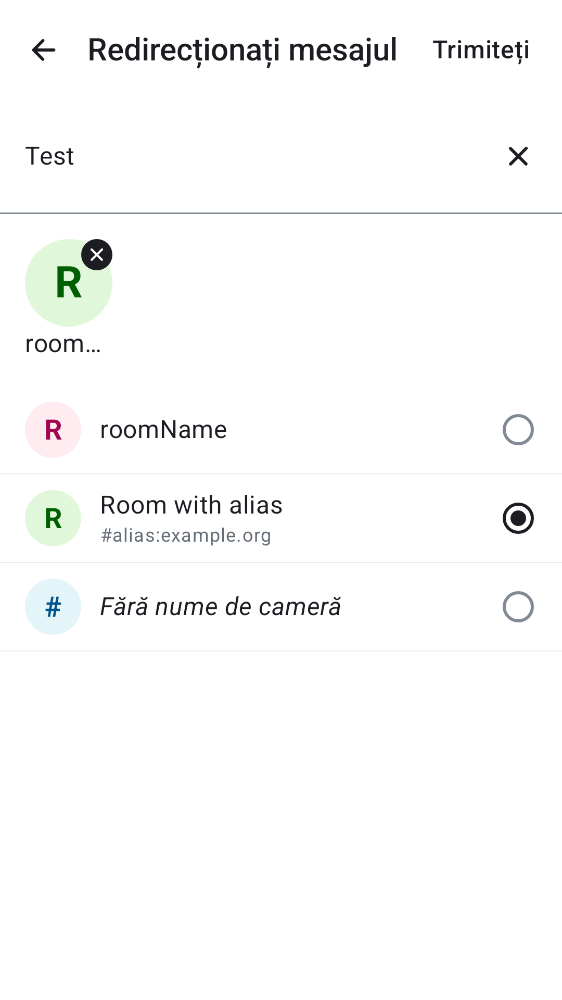 Redirecționați mesajul Trimiteți
Test
R
room…
R roomName
R Room with alias
#alias:example.org
# Fără nume de cameră